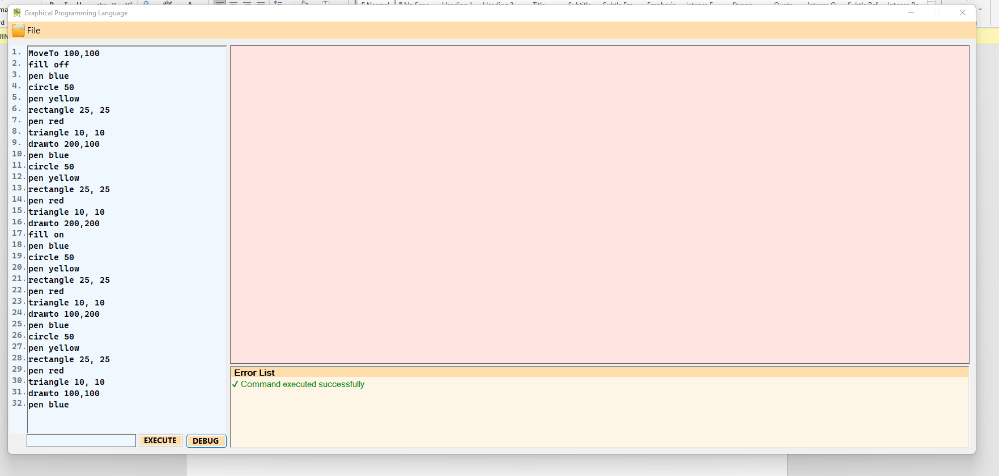 Graphical Programming Language
File
1. MoveTo 100,100
2. fill off
3. pen blue
4. circle 50
5. pen yellow
6. rectangle 25, 25
7. pen red
8. triangle 10, 10
9. drawto 200,100
10. pen blue
11. circle 50
12. pen yellow
13. rectangle 25, 25
14. pen red
15. triangle 10, 10
16. drawto 200,200
17. fill on
18. pen blue
19. circle 50
20. pen yellow
21. rectangle 25, 25
22. pen red
23. triangle 10, 10
24. drawto 100,200
25. pen blue
26. circle 50
27. pen yellow
28. rectangle 25, 25
29. pen red
30. triangle 10, 10
31. drawto 100,100
32. pen blue
EXECUTE DEBUG
Error List
✓ Command executed successfully